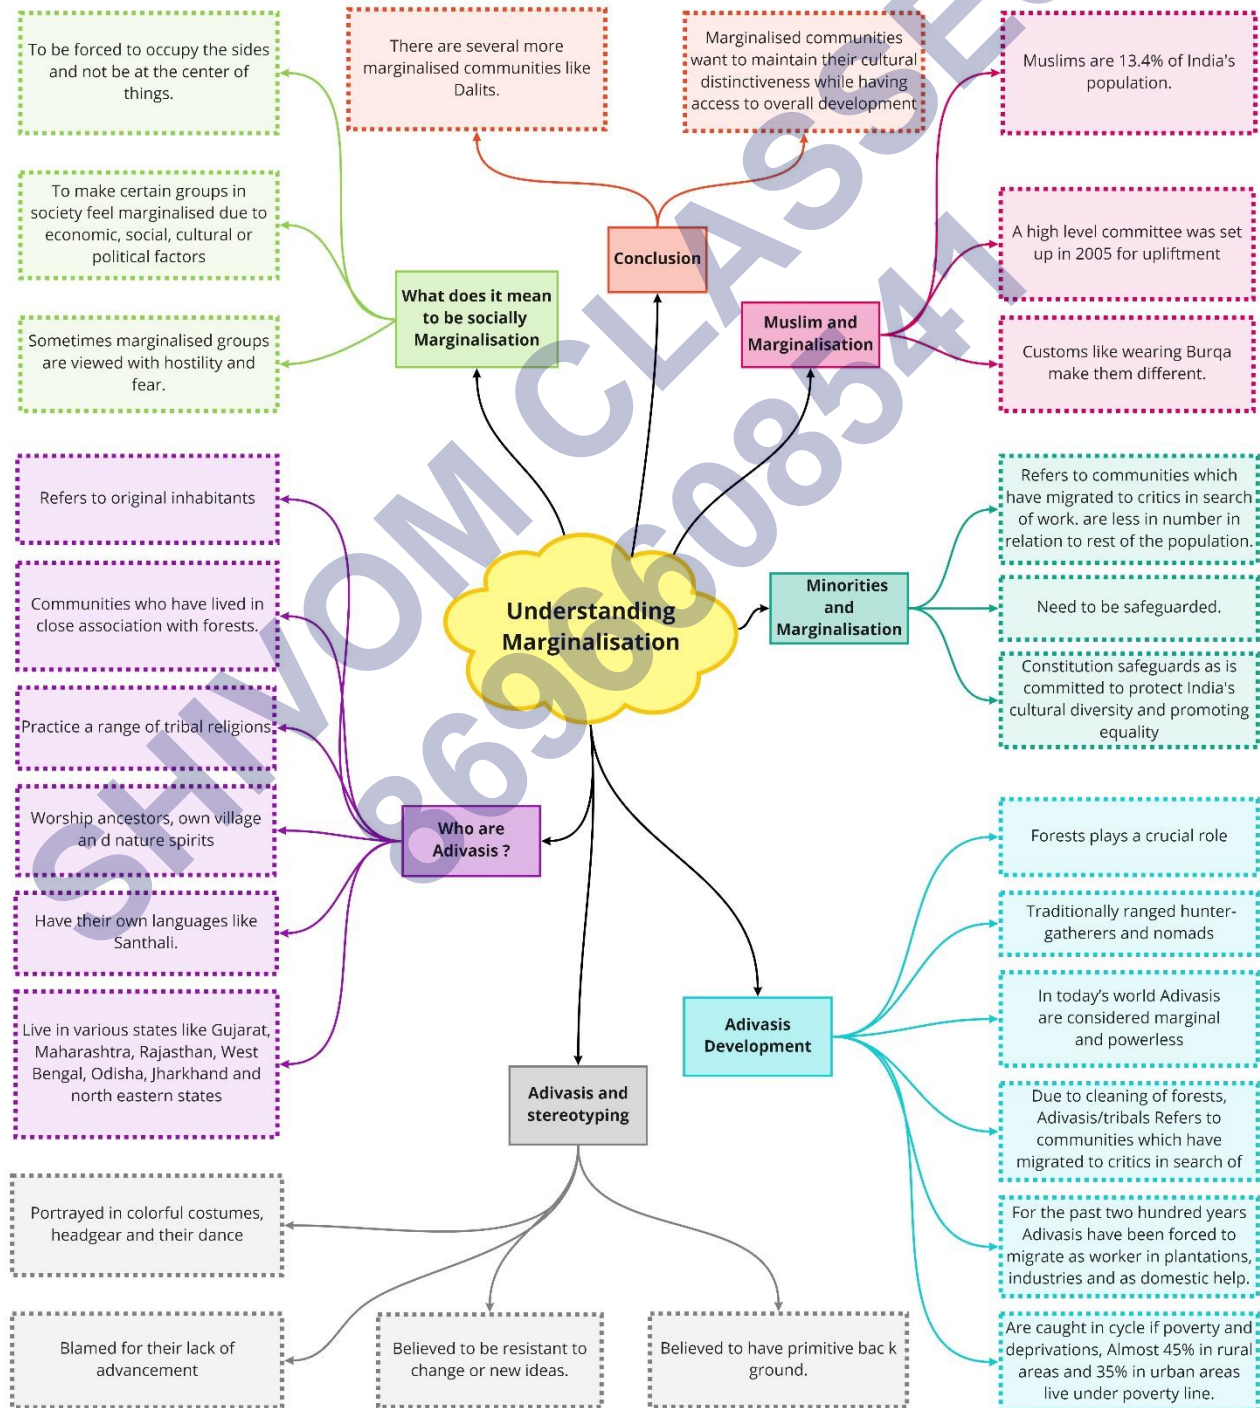 To be forced to occupy the sides
and not be at the center of
things.
There are several more
marginalised communities like
Dalits.
Marginalised communities
want to maintain their cultural
distinctiveness while having
access to overall development
Muslims are 13.4% of India's
population.
To make certain groups in
society feel marginalised due to
economic, social, cultural or
political factors
A high level committee was set
up in 2005 for upliftment
Conclusion
What does it mean
to be socially
Marginalisation
Muslim and
Marginalisation
Sometimes marginalised groups
are viewed with hostility and
fear.
Customs like wearing Burqa
make them different.
Refers to original inhabitants
Refers to communities which
have migrated to critics in search
of work. are less in number in
relation to rest of the population.
Communities who have lived in
close association with forests.
Understanding
Marginalisation
Minorities
and
Marginalisation
Need to be safeguarded.
Constitution safeguards as is
committed to protect India's
cultural diversity and promoting
equality
Practice a range of tribal religions
Worship ancestors, own village
an d nature spirits
Who are
Adivasis ?
Forests plays a crucial role
Have their own languages like
Santhali.
Traditionally ranged hunter-
gatherers and nomads
Live in various states like Gujarat,
Maharashtra, Rajasthan, West
Bengal, Odisha, Jharkhand and
north eastern states
Adivasis
Development
In today's world Adivasis
are considered marginal
and powerless
Adivasis and
stereotyping
Due to cleaning of forests,
Adivasis/tribals Refers to
communities which have
migrated to critics in search of
Portrayed in colorful costumes,
headgear and their dance
For the past two hundred years
Adivasis have been forced to
migrate as worker in plantations,
industries and as domestic help.
Blamed for their lack of
advancement
Believed to be resistant to
change or new ideas.
Believed to have primitive bac k
ground.
Are caught in cycle if poverty and
deprivations, Almost 45% in rural
areas and 35% in urban areas
live under poverty line.
SHIVOM CLASSES
8696608541